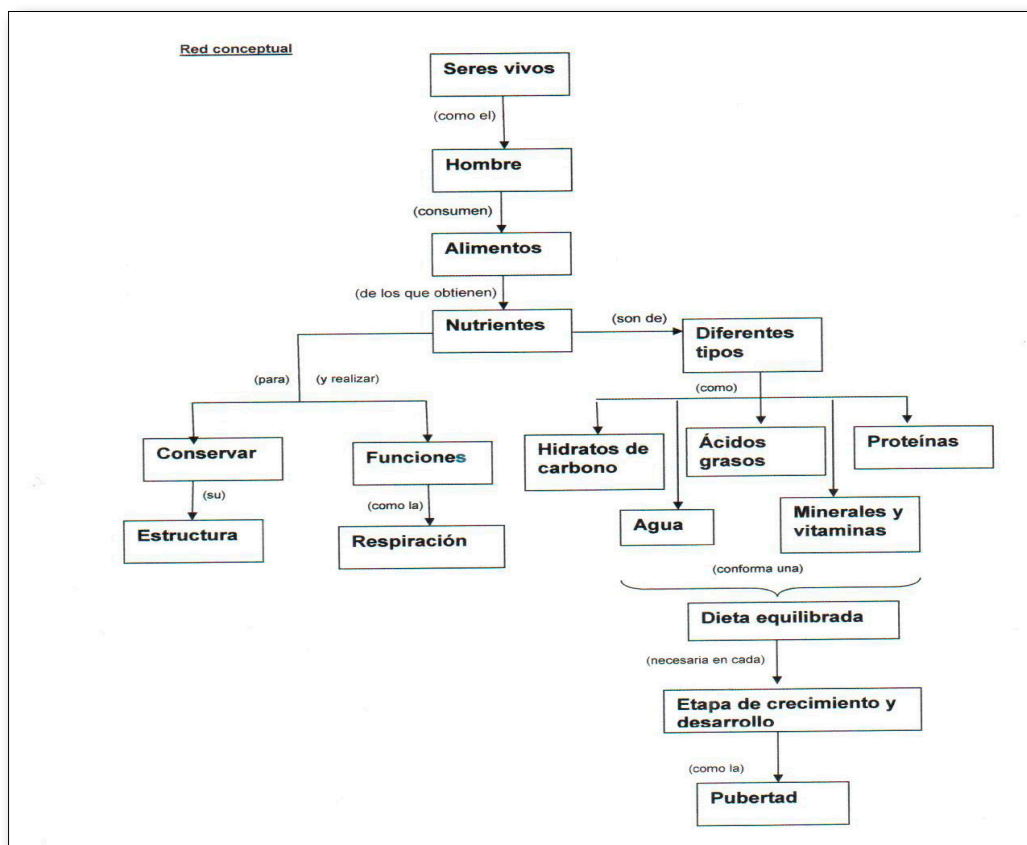 Red conceptual
Seres vivos
(como el)
Hombre
(consumen)
Alimentos
(de los que obtienen)
Nutrientes
(son de)
Diferentes
tipos
(para)
(y realizar)
(como)
Conservar
Funciones
Hidratos de
carbono
Ácidos
grasos
Proteínas
(su)
(como la)
Estructura
Respiración
Agua
Minerales y
vitaminas
(conforma una)
Dieta equilibrada
(necesaria en cada)
Etapa de crecimiento y
desarrollo
(como la)
Pubertad